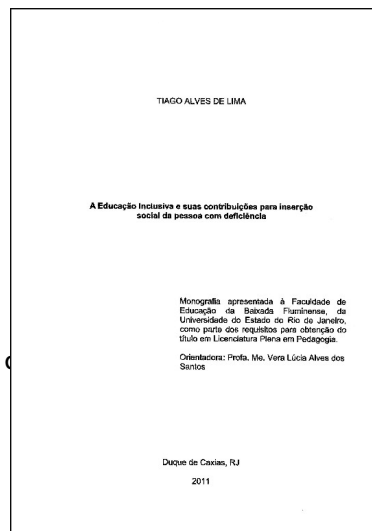 TIAGO ALVES DE LIMA
A Educação Inclusiva e suas contribuições para inserção
social da pessoa com deficiência
Monografia apresentada à Faculdade de
Educação da Baixada Fluminense, da
Universidade do Estado do Rio de Janeiro,
como parte dos requisitos para obtenção do
título em Licenciatura Plena em Pedagogia.
Orientadora: Profa. Me. Vera Lúcia Alves dos
Santos
Duque de Caxias, RJ
2011